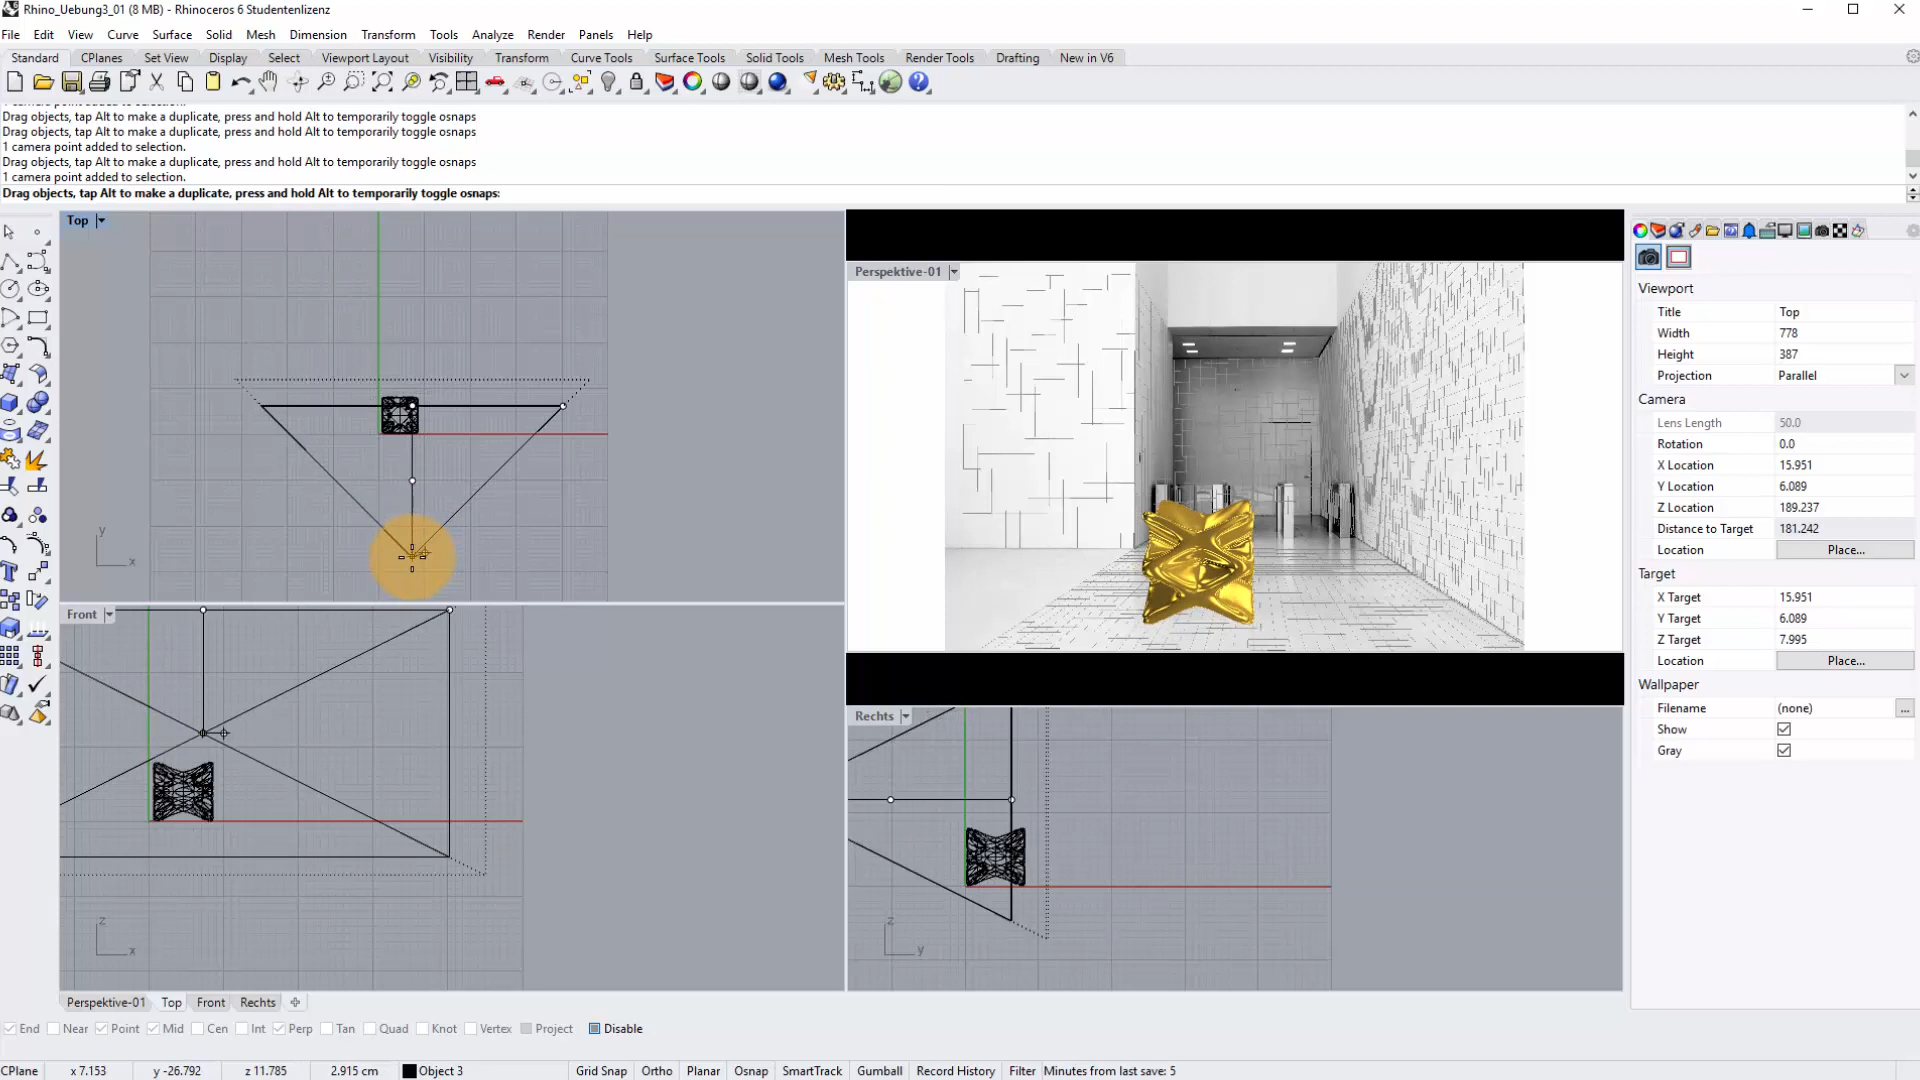 Rhino_Uebung3_01 (8 MB) - Rhinoceros 6 Studentenlizenz
File Edit View Curve Surface Solid Mesh Dimension Transform Tools Analyze Render Panels Help
Standard CPlanes Set View Display Select Viewport Layout Visibility Transform Curve Tools Surface Tools Solid Tools Mesh Tools Render Tools Drafting New in V6
1 camera point added to selection.
Drag objects, tap Alt to make a duplicate, press and hold Alt to temporarily toggle osnaps
Drag objects, tap Alt to make a duplicate, press and hold Alt to temporarily toggle osnaps
1 camera point added to selection.
Drag objects, tap Alt to make a duplicate, press and hold Alt to temporarily toggle osnaps
1 camera point added to selection.
Drag objects, tap Alt to make a duplicate, press and hold Alt to temporarily toggle osnaps:
Top
y
x
Perspektive-01
Front
z
x
Rechts
z
y
Viewport
Title Top
Width 778
Height 387
Projection Parallel
Camera
Lens Length 50.0
Rotation 0.0
X Location 15.951
Y Location 6.089
Z Location 189.237
Distance to Target 181.242
Location Place...
Target
X Target 15.951
Y Target 6.089
Z Target 7.995
Location Place...
Wallpaper
Filename (none) ...
Show
Gray
Perspektive-01 Top Front Rechts
End Near Point Mid Cen Int Perp Tan Quad Knot Vertex Project Disable
CPlane x 7.153 y -26.792 z 11.785 2.915 cm Object 3 Grid Snap Ortho Planar Osnap SmartTrack Gumball Record History Filter Minutes from last save: 5